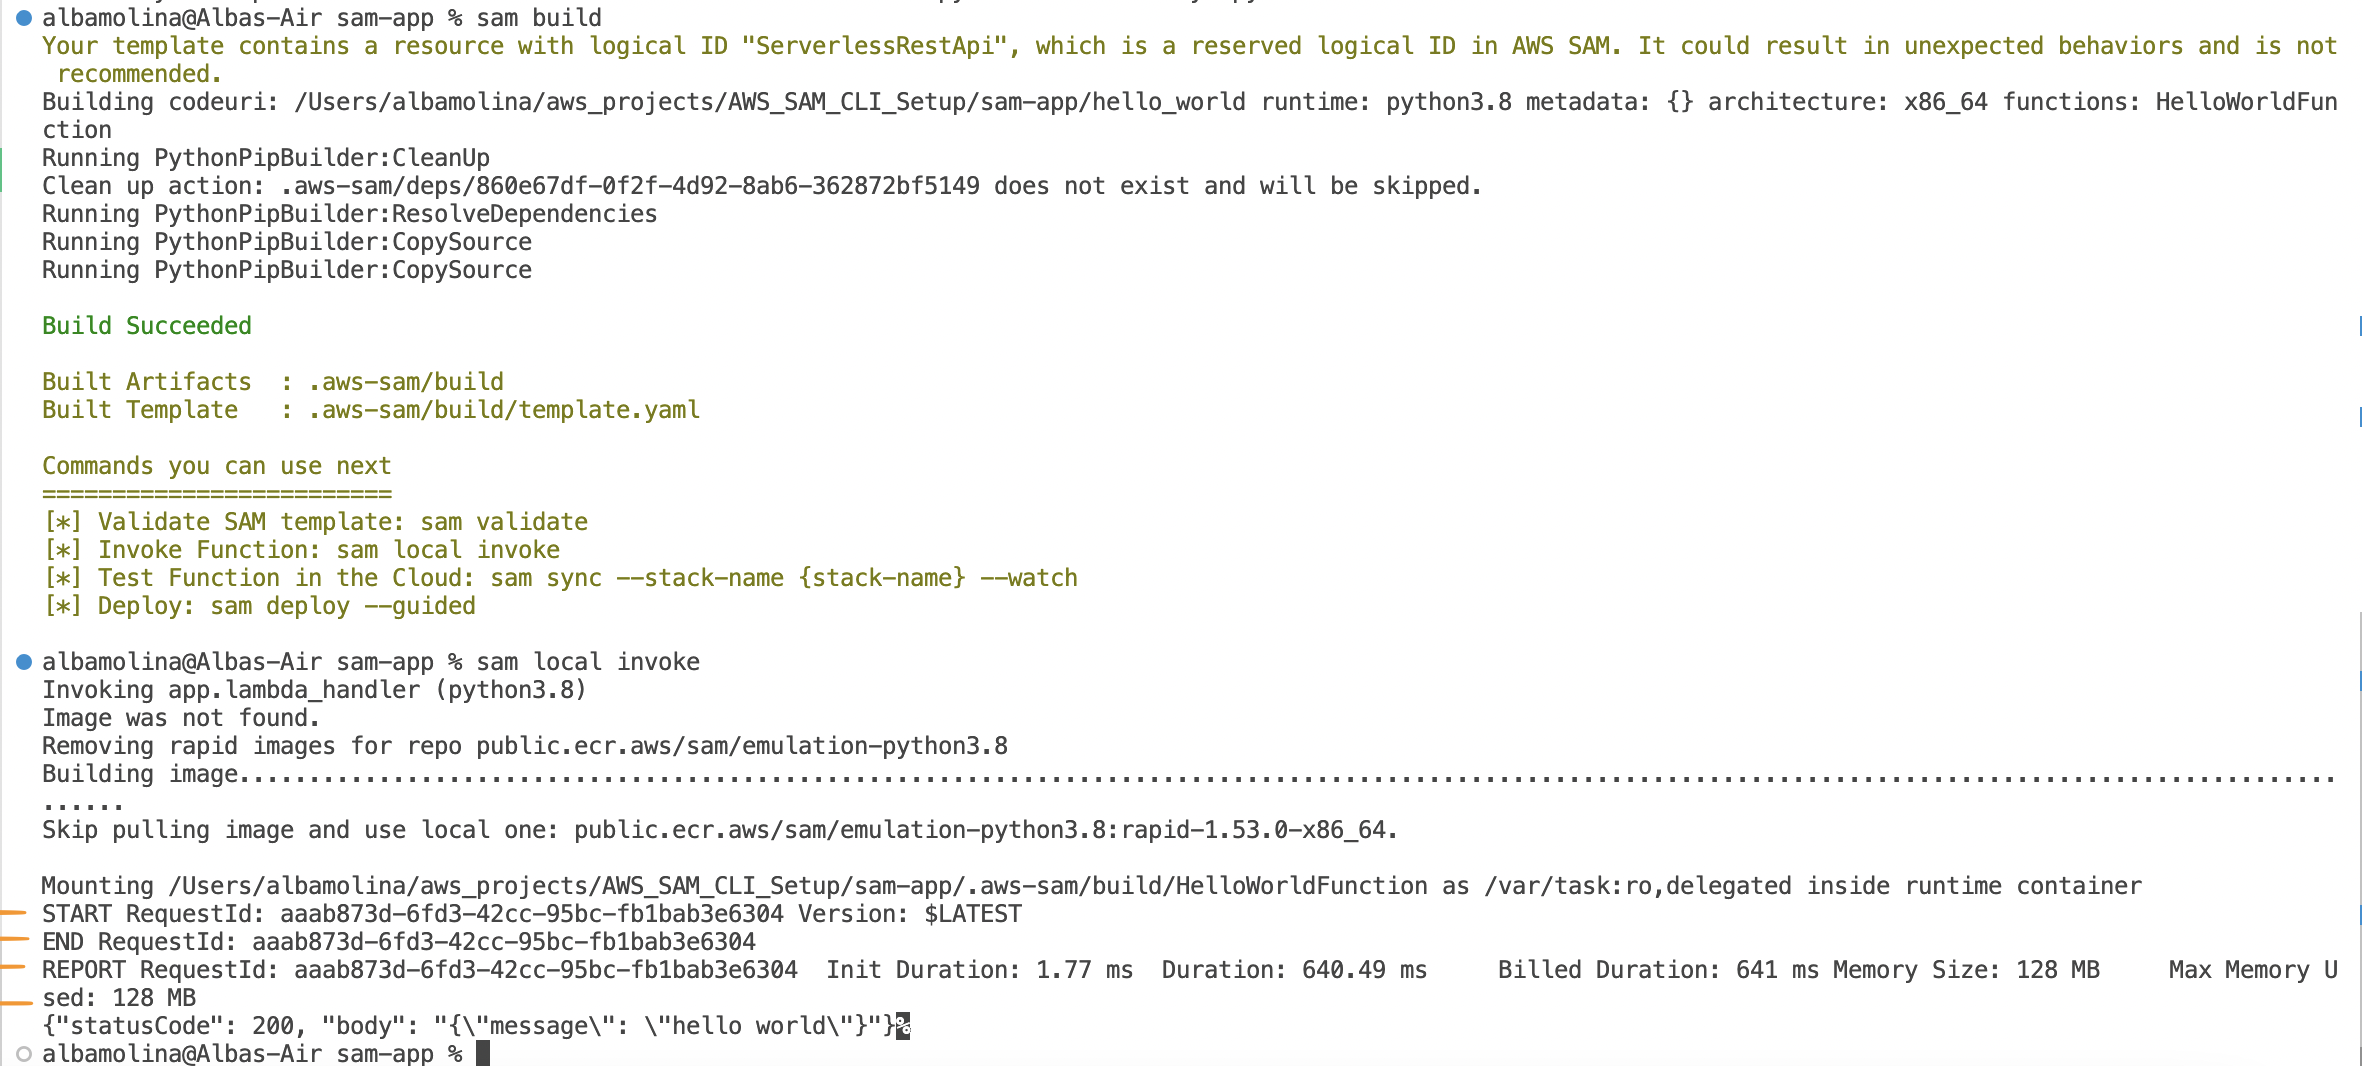 albamolina@Albas-Air sam-app % sam build
Your template contains a resource with logical ID "ServerlessRestApi", which is a reserved logical ID in AWS SAM. It could result in unexpected behaviors and is not
 recommended.
Building codeuri: /Users/albamolina/aws_projects/AWS_SAM_CLI_Setup/sam-app/hello_world runtime: python3.8 metadata: {} architecture: x86_64 functions: HelloWorldFun
ction
Running PythonPipBuilder:CleanUp
Clean up action: .aws-sam/deps/860e67df-0f2f-4d92-8ab6-362872bf5149 does not exist and will be skipped.
Running PythonPipBuilder:ResolveDependencies
Running PythonPipBuilder:CopySource
Running PythonPipBuilder:CopySource
Build Succeeded
Built Artifacts  : .aws-sam/build
Built Template   : .aws-sam/build/template.yaml
Commands you can use next
=========================
[*] Validate SAM template: sam validate
[*] Invoke Function: sam local invoke
[*] Test Function in the Cloud: sam sync --stack-name {stack-name} --watch
[*] Deploy: sam deploy --guided
albamolina@Albas-Air sam-app % sam local invoke
Invoking app.lambda_handler (python3.8)
Image was not found.
Removing rapid images for repo public.ecr.aws/sam/emulation-python3.8
Building image......................................................................................................................................................
......
Skip pulling image and use local one: public.ecr.aws/sam/emulation-python3.8:rapid-1.53.0-x86_64.
Mounting /Users/albamolina/aws_projects/AWS_SAM_CLI_Setup/sam-app/.aws-sam/build/HelloWorldFunction as /var/task:ro,delegated inside runtime container
START RequestId: aaab873d-6fd3-42cc-95bc-fb1bab3e6304 Version: $LATEST
END RequestId: aaab873d-6fd3-42cc-95bc-fb1bab3e6304
REPORT RequestId: aaab873d-6fd3-42cc-95bc-fb1bab3e6304  Init Duration: 1.77 ms  Duration: 640.49 ms     Billed Duration: 641 ms Memory Size: 128 MB     Max Memory U
sed: 128 MB
{"statusCode": 200, "body": "{\"message\": \"hello world\"}"}%
albamolina@Albas-Air sam-app %